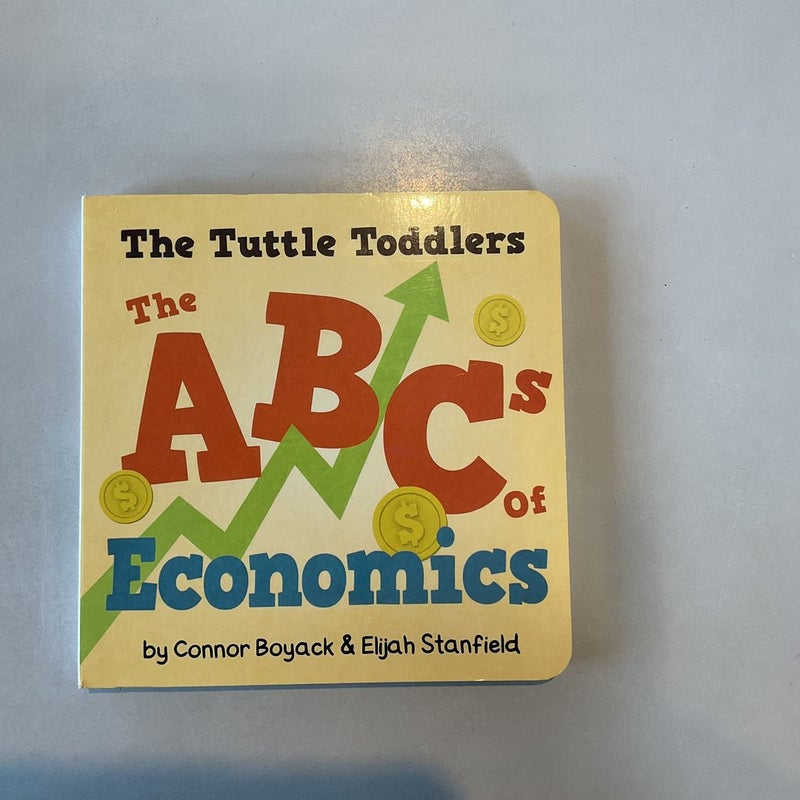 The Tuttle Toddlers
The
ABCs
of
Economics
by Connor Boyack & Elijah Stanfield
$
$
$